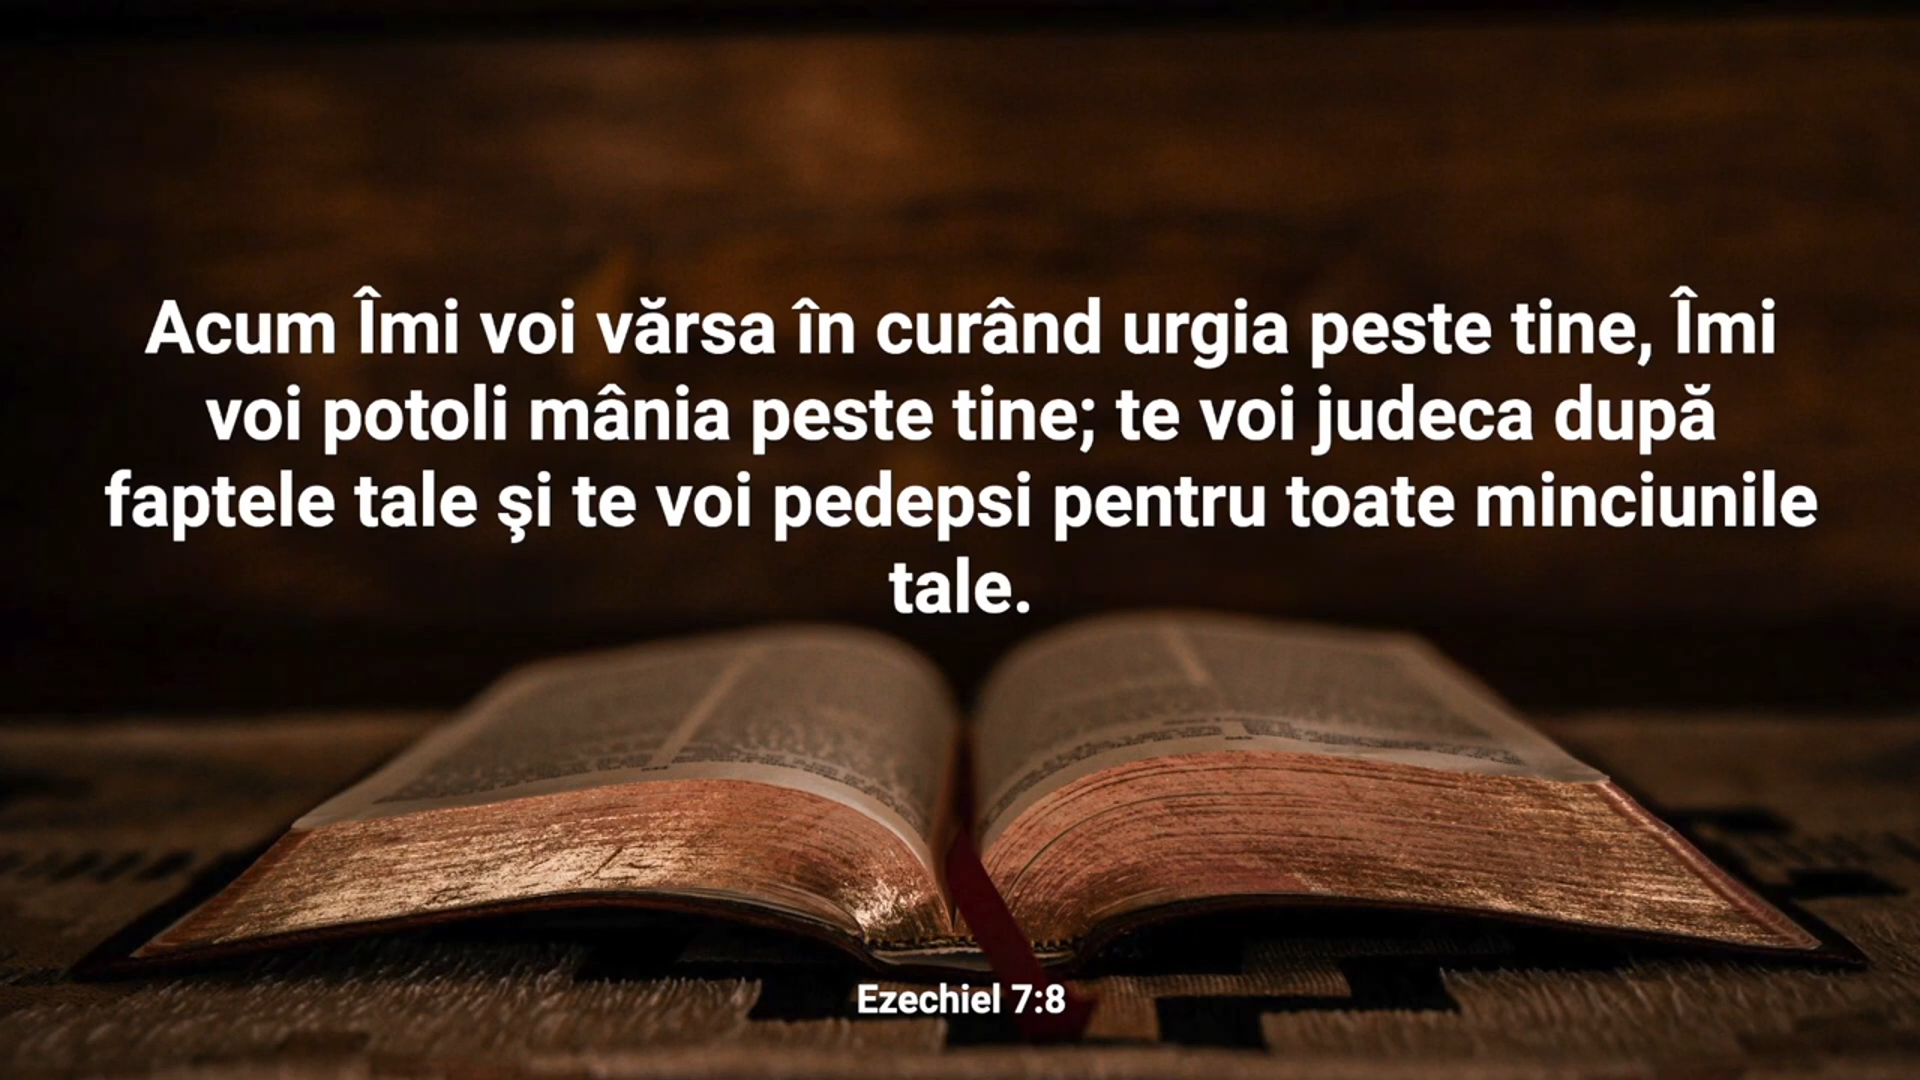 Acum Îmi voi vărsa în curând urgia peste tine, Îmi
voi potoli mânia peste tine; te voi judeca după
faptele tale şi te voi pedepsi pentru toate minciunile
tale.
Ezechiel 7:8